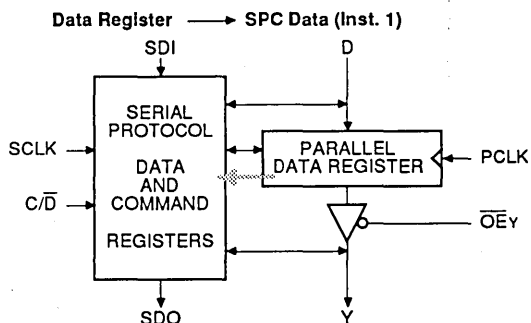 Data Register → SPC Data (Inst. 1)
SDI
D
SERIAL
PROTOCOL
DATA
AND
COMMAND
REGISTERS
SCLK
C/D̅
PARALLEL
DATA REGISTER
PCLK
O̅E̅Y
SDO
Y